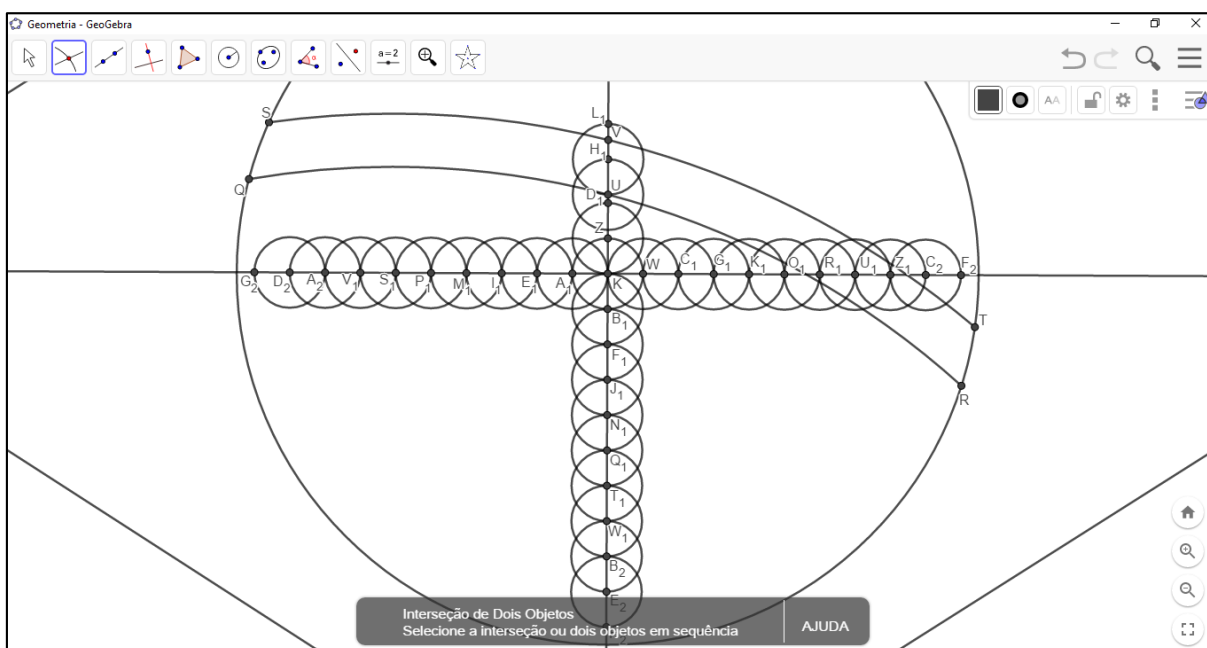 Geometria - GeoGebra
a=2
AA
S
L₁
V
H₁
Q
U
D₁
Z
G₂ D₂ A₂ V₁ S₁ P₁ M₁ I₁ E₁ A₁ K W C₁ G₁ K₁ O₁ R₁ U₁ Z₁ C₂ F₂
B₁
T
F₁
J₁
R
N₁
Q₁
T₁
W₁
B₂
E₂
Interseção de Dois Objetos
Selecione a interseção ou dois objetos em sequência
AJUDA